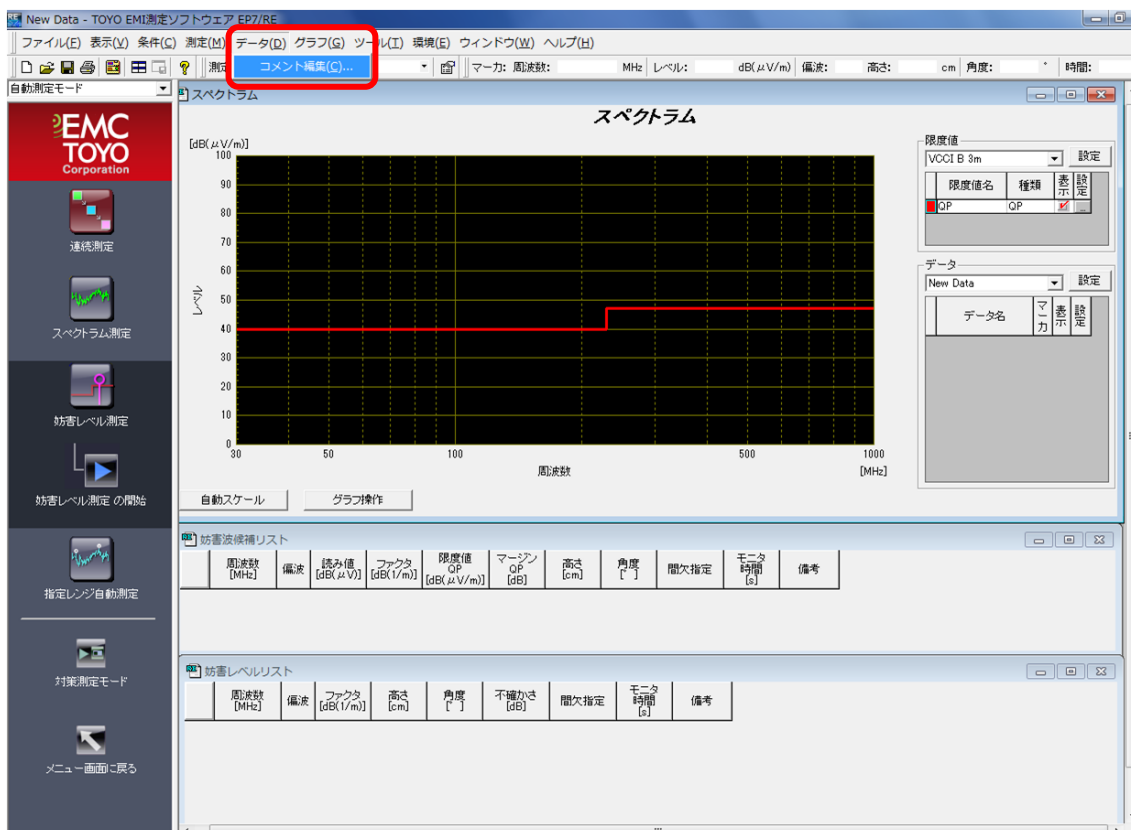 New Data - TOYO EMI測定ソフトウェア EP7/RE
ファイル(F) 表示(V) 条件(C) 測定(M) データ(D) グラフ(G) ツール(T) 環境(E) ウィンドウ(W) ヘルプ(H)
コメント編集(C)...
マーカ: 周波数: MHz レベル: dB(μV/m) 偏波: 高さ: cm 角度: ° 時間:
自動測定モード
EMC
TOYO
Corporation
連続測定
スペクトラム測定
妨害レベル測定
妨害レベル測定 の開始
指定レンジ自動測定
対策測定モード
メニュー画面に戻る
スペクトラム
スペクトラム
[dB(μV/m)]
100
90
80
70
60
50
40
30
20
10
0
レベル
30 50 100 500 1000
周波数 [MHz]
自動スケール グラフ操作
限度値
VCCI B 3m 設定
限度値名 種類 表示 設定
QP QP ...
データ
New Data 設定
データ名 マーカ 表示 設定
妨害波候補リスト
周波数 [MHz] 偏波 読み値 [dB(μV)] ファクタ [dB(1/m)] 限度値 QP [dB(μV/m)] マージン QP [dB] 高さ [cm] 角度 [°] 間欠指定 モニタ 時間 [s] 備考
妨害レベルリスト
周波数 [MHz] 偏波 ファクタ [dB(1/m)] 高さ [cm] 角度 [°] 不確かさ [dB] 間欠指定 モニタ 時間 [s] 備考